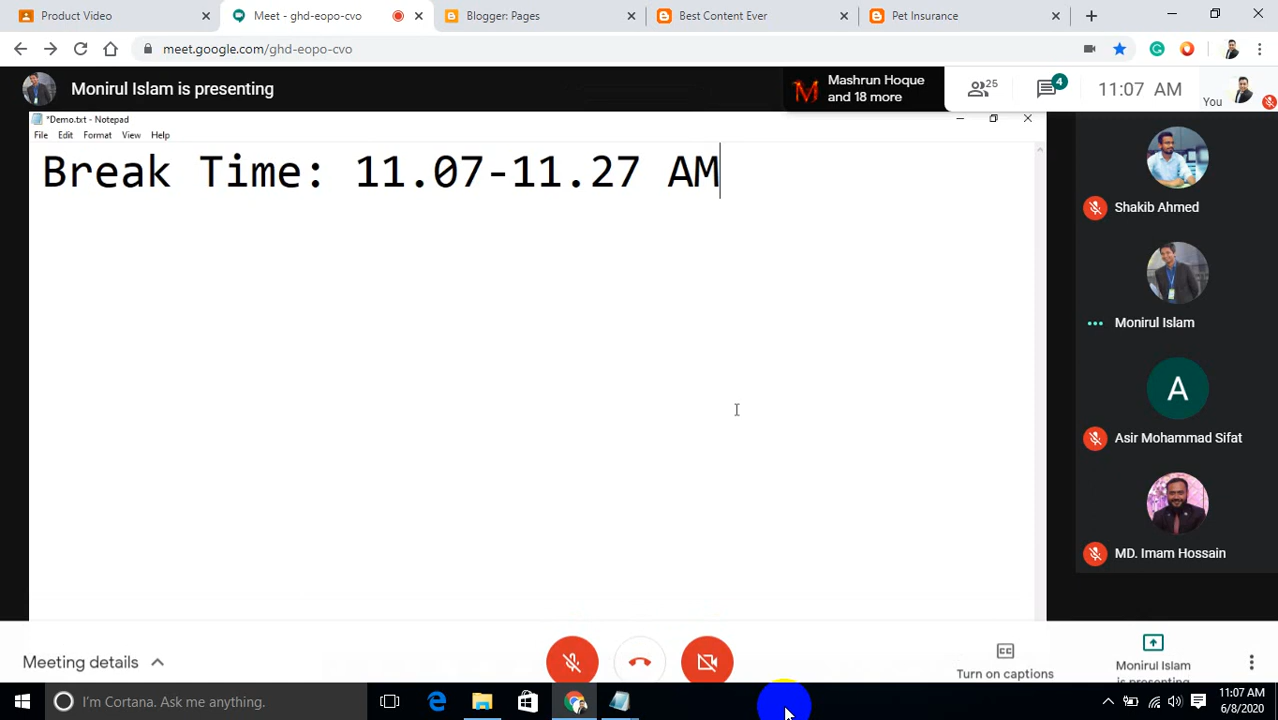 Product Video
Meet - ghd-eopo-cvo
Blogger: Pages
Best Content Ever
Pet Insurance
meet.google.com/ghd-eopo-cvo
Monirul Islam is presenting
Mashrun Hoque
and 18 more
25
4
11:07 AM
You
*Demo.txt - Notepad
File Edit Format View Help
Break Time: 11.07-11.27 AM
Shakib Ahmed
Monirul Islam
A
Asir Mohammad Sifat
MD. Imam Hossain
Meeting details
Turn on captions
Monirul Islam
is presenting
I'm Cortana. Ask me anything.
11:07 AM
6/8/2020